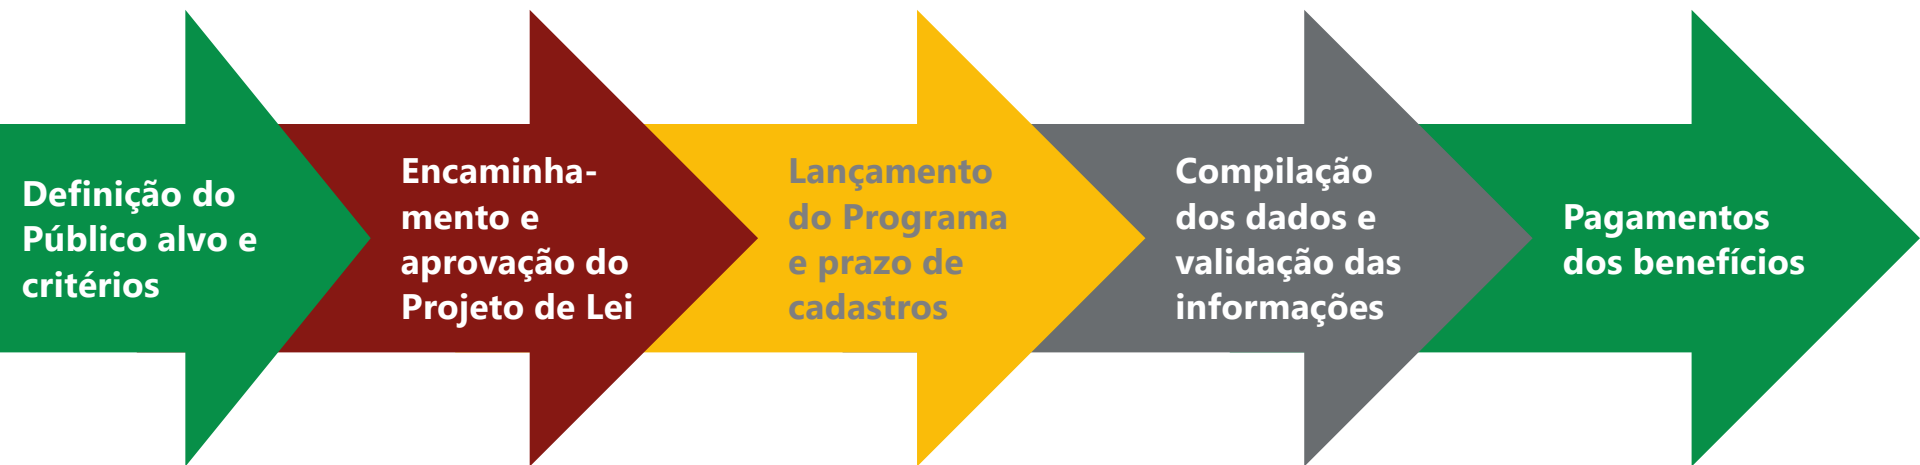 Definição do
Público alvo e
critérios
Encaminha-
mento e
aprovação do
Projeto de Lei
Lançamento
do Programa
e prazo de
cadastros
Compilação
dos dados e
validação das
informações
Pagamentos
dos benefícios